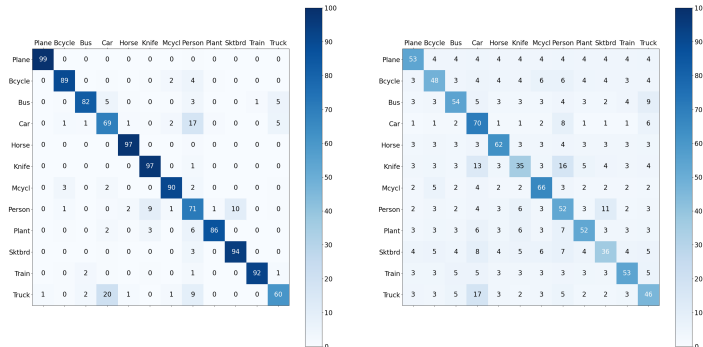 Plane Bcycle Bus Car Horse Knife Mcycl Person Plant Sktbrd Train Truck
Plane 99 0 0 0 0 0 0 0 0 0 0 0
Bcycle 0 89 0 0 0 0 2 4 0 0 0 0
Bus 0 0 82 5 0 0 0 3 0 0 1 5
Car 0 1 1 69 1 0 2 17 0 0 0 5
Horse 0 0 0 0 97 0 0 0 0 0 0 0
Knife 0 0 0 0 0 97 0 1 0 0 0 0
Mcycl 0 3 0 2 0 0 90 2 0 0 0 0
Person 0 1 0 0 2 9 1 71 1 10 0 0
Plant 0 0 0 2 0 3 0 6 86 0 0 0
Sktbrd 0 0 0 0 0 0 0 3 0 94 0 0
Train 0 0 2 0 0 0 0 1 0 0 92 1
Truck 1 0 2 20 0 0 1 9 0 0 0 60
100
90
80
70
60
50
40
30
20
10
0
Plane Bcycle Bus Car Horse Knife Mcycl Person Plant Sktbrd Train Truck
Plane 53 4 4 4 4 4 4 4 4 4 4 4
Bcycle 3 48 3 4 4 4 6 6 4 4 3 4
Bus 3 3 54 5 3 3 3 4 3 2 4 9
Car 1 1 2 70 1 1 2 8 1 1 1 6
Horse 3 3 3 3 62 3 3 4 3 3 3 3
Knife 3 3 3 13 3 35 3 16 5 4 3 4
Mcycl 2 5 2 4 2 2 66 3 2 2 2 2
Person 2 3 2 4 3 6 3 52 3 11 2 3
Plant 3 3 3 6 3 4 3 7 52 3 3 3
Sktbrd 4 5 4 8 4 5 6 7 4 36 4 5
Train 3 3 5 5 3 3 3 4 3 3 53 5
Truck 3 3 5 17 3 2 3 5 2 2 3 46
100
90
80
70
60
50
40
30
20
10
0